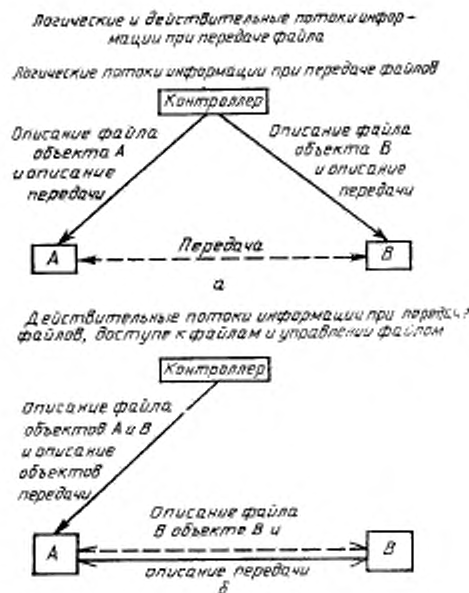 Логические и действительные потоки инфор-
мации при передаче файла
Логические потоки информации при передаче файлов
Контроллер
Описание файла
объекта А
и описание
передачи
Описание файла
объекта В
и описание
передачи
А
Передача
В
а
Действительные потоки информации при передач
файлов, доступе к файлам и управлении файлом
Контроллер
Описание файла
объектов А и В
и описание
объектов
передачи
Описание файла
В объекте В и
А
В
описание передачи
б